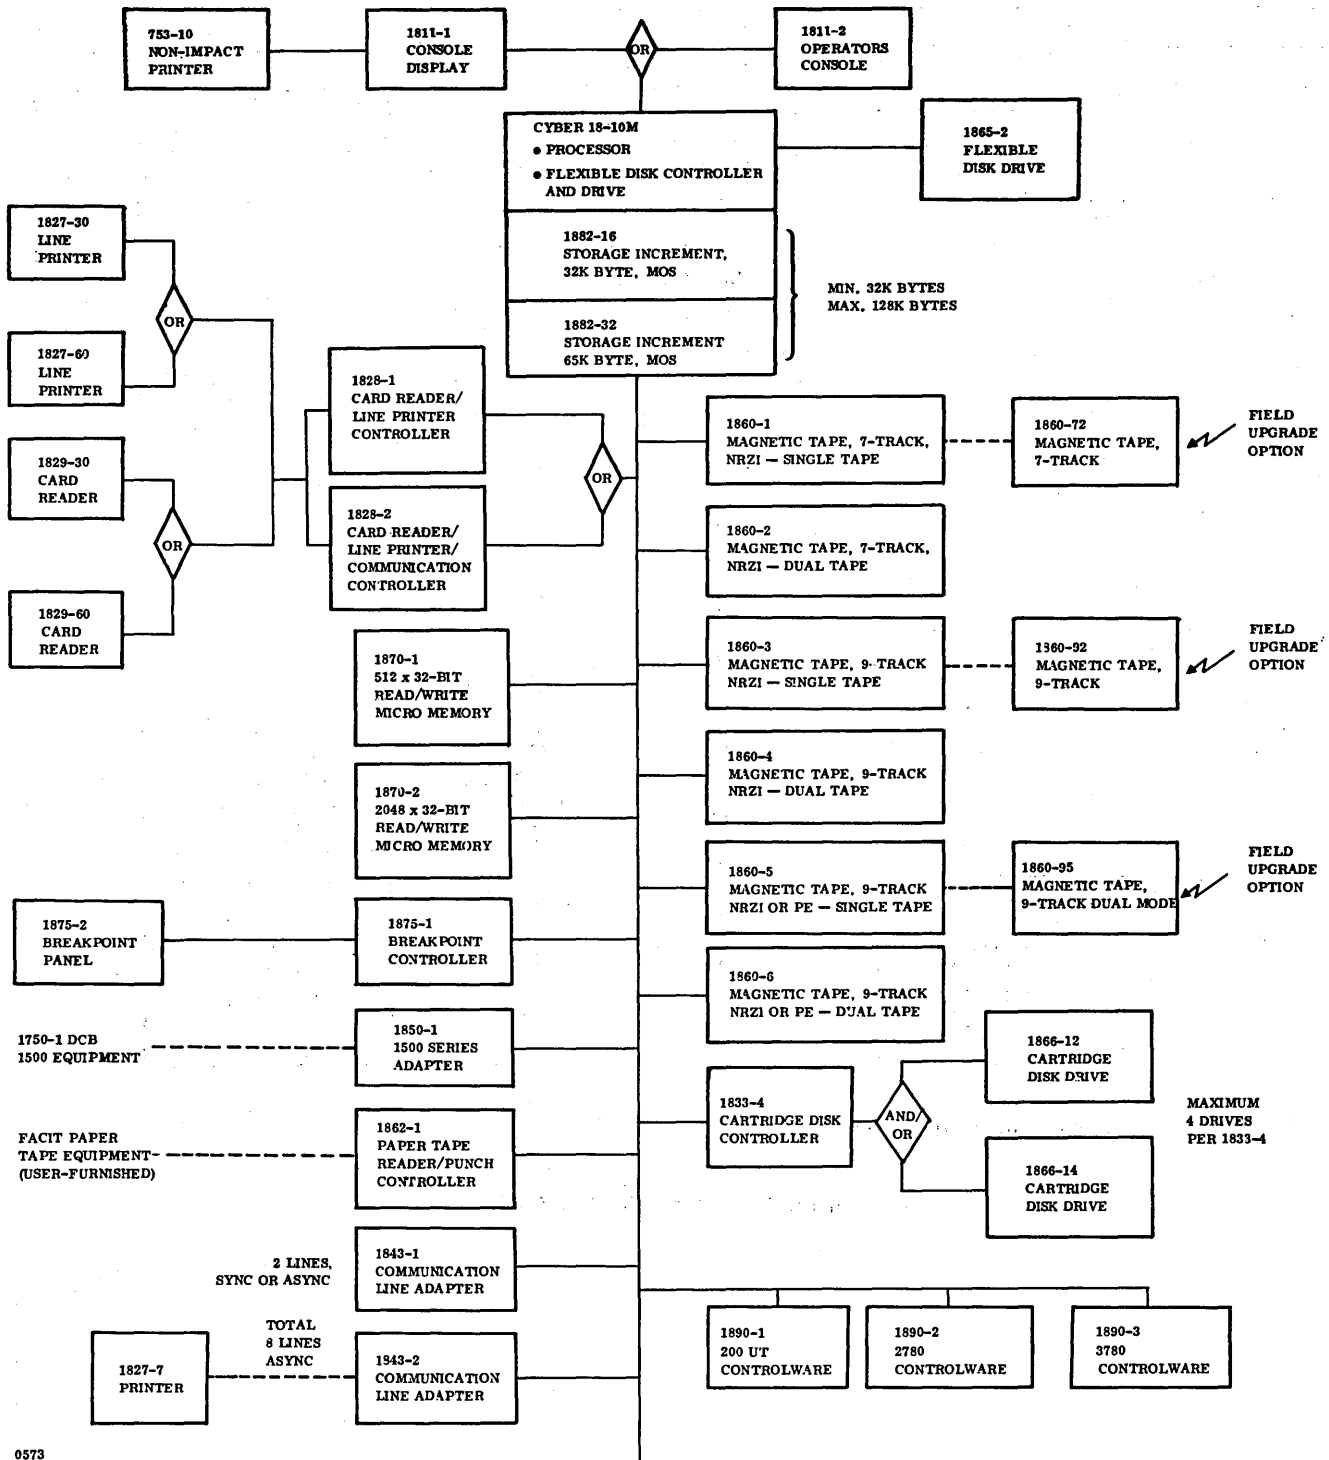 753-10
NON-IMPACT
PRINTER
1811-1
CONSOLE
DISPLAY
OR
1811-2
OPERATORS
CONSOLE
CYBER 18-10M
• PROCESSOR
• FLEXIBLE DISK CONTROLLER
AND DRIVE
1865-2
FLEXIBLE
DISK DRIVE
1882-16
STORAGE INCREMENT,
32K BYTE, MOS
1882-32
STORAGE INCREMENT
65K BYTE, MOS
MIN. 32K BYTES
MAX. 128K BYTES
1827-30
LINE
PRINTER
OR
1827-60
LINE
PRINTER
1829-30
CARD
READER
OR
1829-60
CARD
READER
1828-1
CARD READER/
LINE PRINTER
CONTROLLER
OR
1828-2
CARD READER/
LINE PRINTER/
COMMUNICATION
CONTROLLER
1860-1
MAGNETIC TAPE, 7-TRACK,
NRZI — SINGLE TAPE
1860-72
MAGNETIC TAPE,
7-TRACK
FIELD
UPGRADE
OPTION
1860-2
MAGNETIC TAPE, 7-TRACK,
NRZI — DUAL TAPE
1860-3
MAGNETIC TAPE, 9-TRACK
NRZI — SINGLE TAPE
1860-92
MAGNETIC TAPE,
9-TRACK
FIELD
UPGRADE
OPTION
1870-1
512 x 32-BIT
READ/WRITE
MICRO MEMORY
1860-4
MAGNETIC TAPE, 9-TRACK
NRZI — DUAL TAPE
1870-2
2048 x 32-BIT
READ/WRITE
MICRO MEMORY
1860-5
MAGNETIC TAPE, 9-TRACK
NRZI OR PE — SINGLE TAPE
1860-95
MAGNETIC TAPE,
9-TRACK DUAL MODE
FIELD
UPGRADE
OPTION
1875-2
BREAKPOINT
PANEL
1875-1
BREAKPOINT
CONTROLLER
1860-6
MAGNETIC TAPE, 9-TRACK
NRZI OR PE — DUAL TAPE
1750-1 DCB
1500 EQUIPMENT
1850-1
1500 SERIES
ADAPTER
1833-4
CARTRIDGE DISK
CONTROLLER
AND/
OR
1866-12
CARTRIDGE
DISK DRIVE
1866-14
CARTRIDGE
DISK DRIVE
MAXIMUM
4 DRIVES
PER 1833-4
FACIT PAPER
TAPE EQUIPMENT
(USER-FURNISHED)
1862-1
PAPER TAPE
READER/PUNCH
CONTROLLER
2 LINES,
SYNC OR ASYNC
1843-1
COMMUNICATION
LINE ADAPTER
1827-7
PRINTER
TOTAL
8 LINES
ASYNC
1843-2
COMMUNICATION
LINE ADAPTER
1890-1
200 UT
CONTROLWARE
1890-2
2780
CONTROLWARE
1890-3
3780
CONTROLWARE
0573